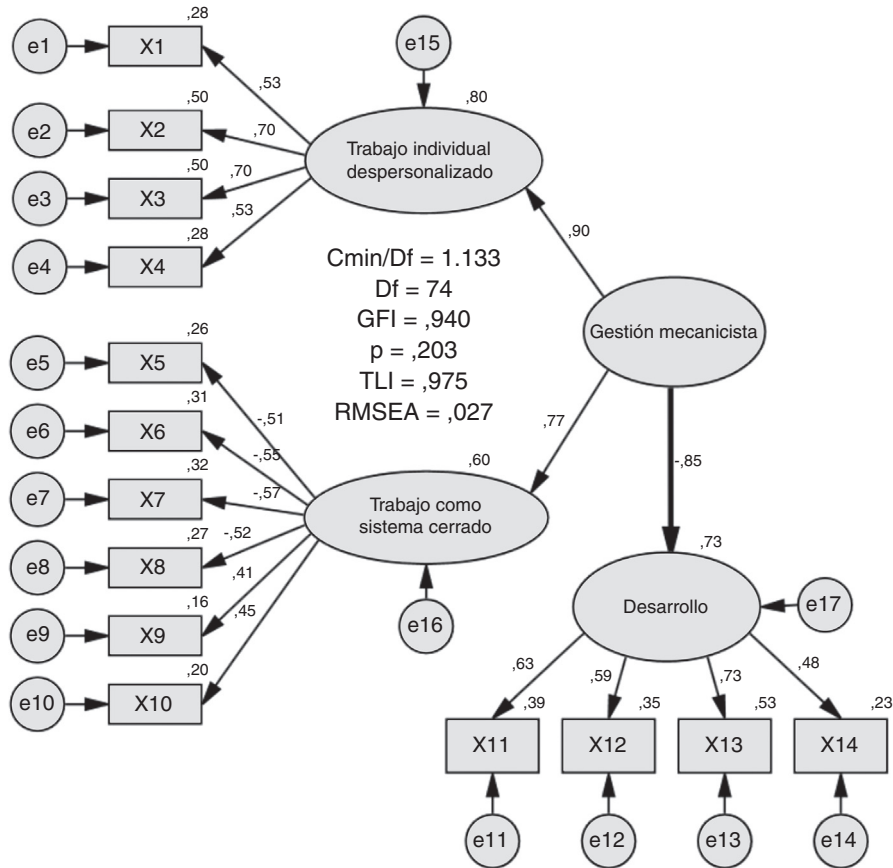 ,28
e1
X1
,53
e15
,80
,50
e2
X2
,70
Trabajo individual
despersonalizado
,50
e3
X3
,70
,28
e4
X4
,53
,90
Cmin/Df = 1.133
Df = 74
GFI = ,940
p = ,203
TLI = ,975
RMSEA = ,027
Gestión mecanicista
,26
e5
X5
-,51
,31
e6
X6
-,55
,77
-,85
,32
e7
X7
-,57
,60
Trabajo como
sistema cerrado
,27
e8
X8
-,52
,73
,16
e9
X9
,41
e16
Desarrollo
e17
,20
e10
X10
,45
,63
,59
,73
,48
,39
,35
,53
,23
X11
X12
X13
X14
e11
e12
e13
e14